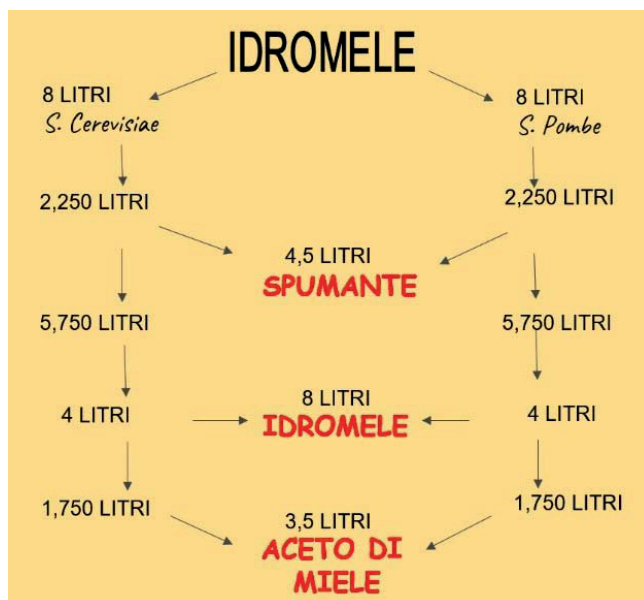 IDROMELE
8 LITRI
S. Cerevisiae
8 LITRI
S. Pombe
2,250 LITRI
2,250 LITRI
4,5 LITRI
SPUMANTE
5,750 LITRI
5,750 LITRI
4 LITRI
8 LITRI
IDROMELE
4 LITRI
1,750 LITRI
3,5 LITRI
ACETO DI
MIELE
1,750 LITRI